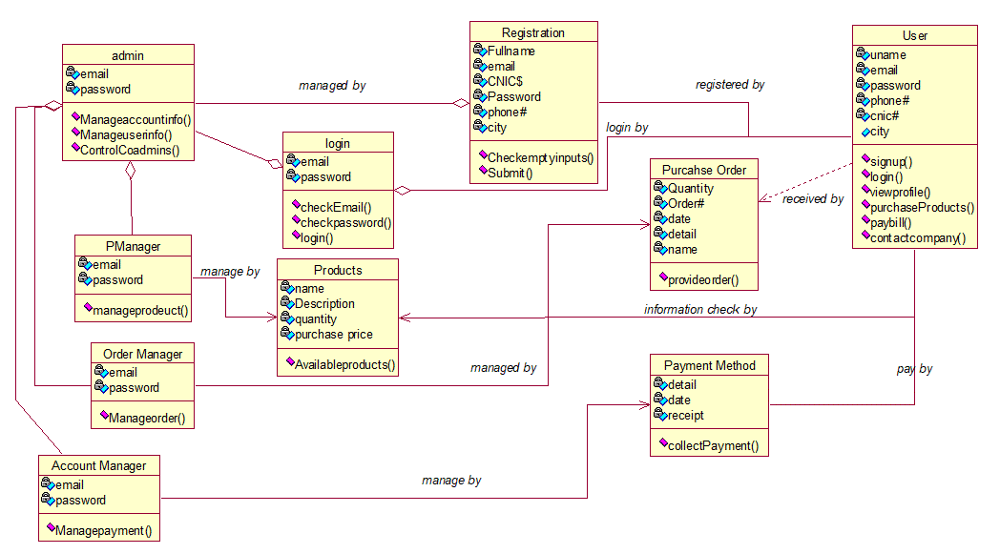 admin
email
password
Manageaccountinfo()
Manageuserinfo()
ControlCoadmins()
managed by
Registration
Fullname
email
CNIC$
Password
phone#
city
Checkemptyinputs()
Submit()
registered by
login by
User
uname
email
password
phone#
cnic#
city
signup()
login()
viewprofile()
purchaseProducts()
paybill()
contactcompany()
login
email
password
checkEmail()
checkpassword()
login()
Purcahse Order
Quantity
Order#
date
detail
name
provideorder()
received by
PManager
email
password
manageprodeuct()
manage by
Products
name
Description
quantity
purchase price
Availableproducts()
information check by
Order Manager
email
password
Manageorder()
managed by
Payment Method
detail
date
receipt
collectPayment()
pay by
Account Manager
email
password
Managepayment()
manage by